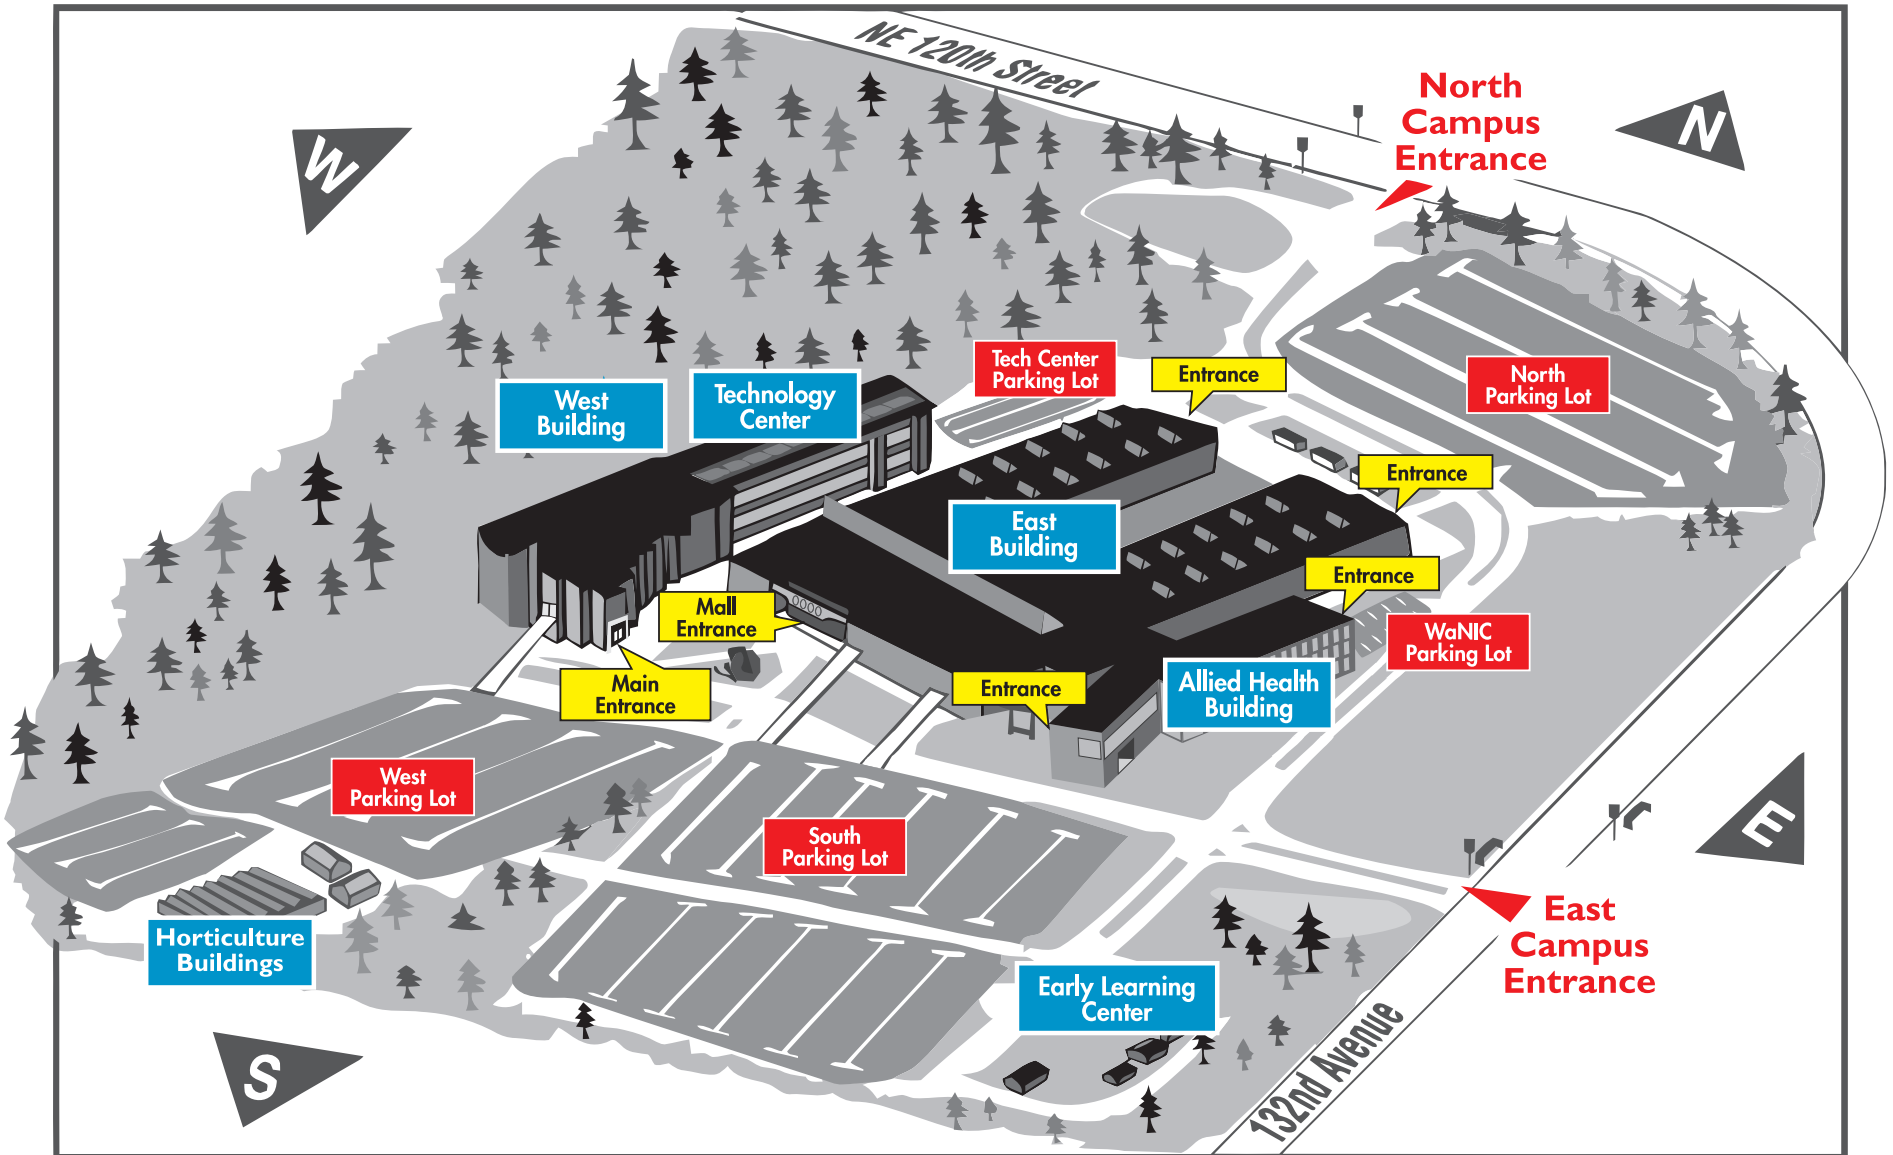 NE 120th Street
North
Campus
Entrance
N
W
Tech Center
Parking Lot
Entrance
North
Parking Lot
West
Building
Technology
Center
Entrance
East
Building
Entrance
Mall
Entrance
WaNIC
Parking Lot
Main
Entrance
Entrance
Allied Health
Building
West
Parking Lot
South
Parking Lot
E
East
Campus
Entrance
Horticulture
Buildings
Early Learning
Center
S
132nd Avenue